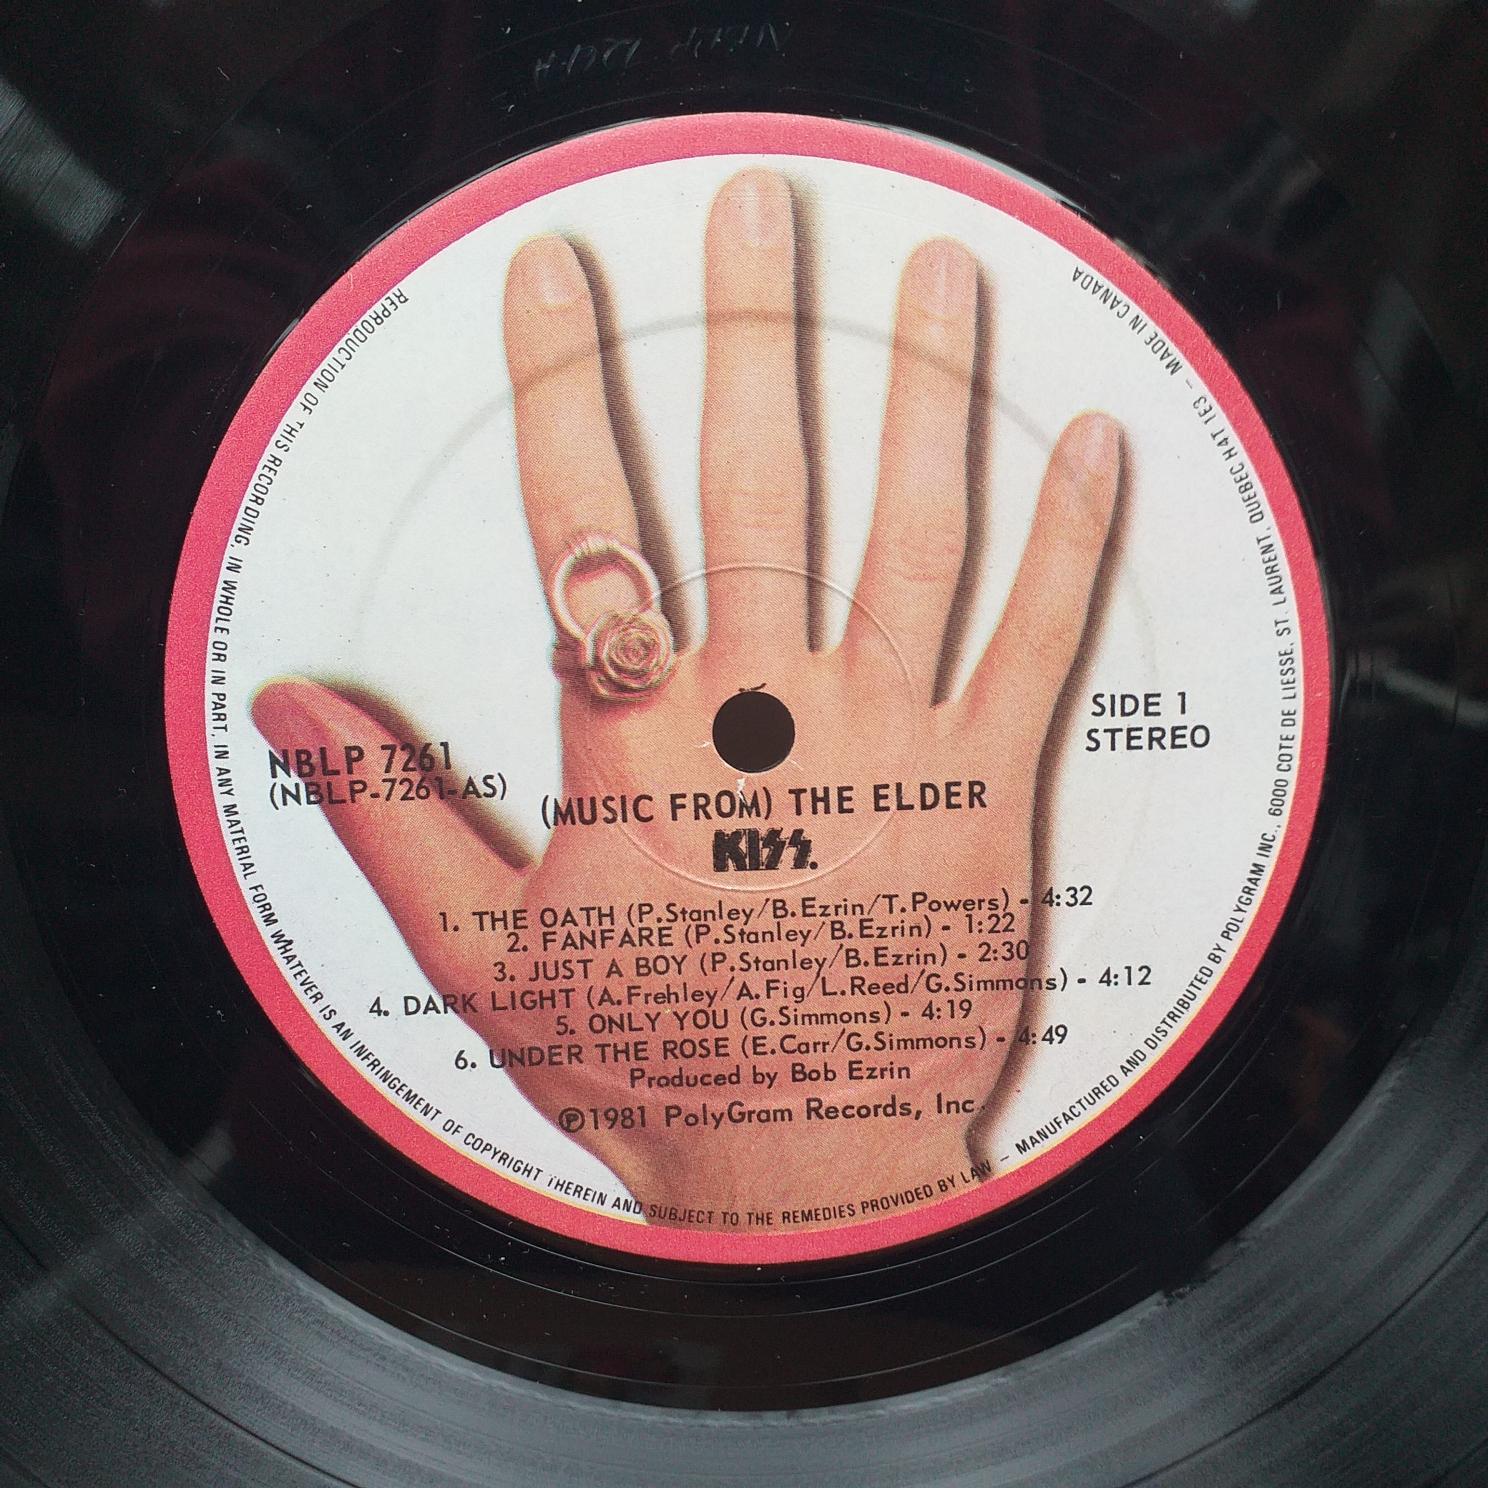 NBLP 7261
(NBLP-7261-AS)
SIDE 1
STEREO
(MUSIC FROM) THE ELDER
KISS.
1. THE OATH (P.Stanley/B.Ezrin/T.Powers) - 4:32
2. FANFARE (P.Stanley/B.Ezrin) - 1:22
3. JUST A BOY (P.Stanley/B.Ezrin) - 2:30
4. DARK LIGHT (A.Frehley/A.Fig/L.Reed/G.Simmons) - 4:12
5. ONLY YOU (G.Simmons) - 4:19
6. UNDER THE ROSE (E.Carr/G.Simmons) - 4:49
Produced by Bob Ezrin
℗1981 PolyGram Records, Inc.
REPRODUCTION OF THIS RECORDING, IN WHOLE OR IN PART, IN ANY MATERIAL FORM WHATEVER IS AN INFRINGEMENT OF COPYRIGHT THEREIN AND SUBJECT TO THE REMEDIES PROVIDED BY LAW – MANUFACTURED AND DISTRIBUTED BY POLYGRAM INC., 6000 COTE DE LIESSE, ST. LAURENT, QUEBEC H4T 1E3 – MADE IN CANADA